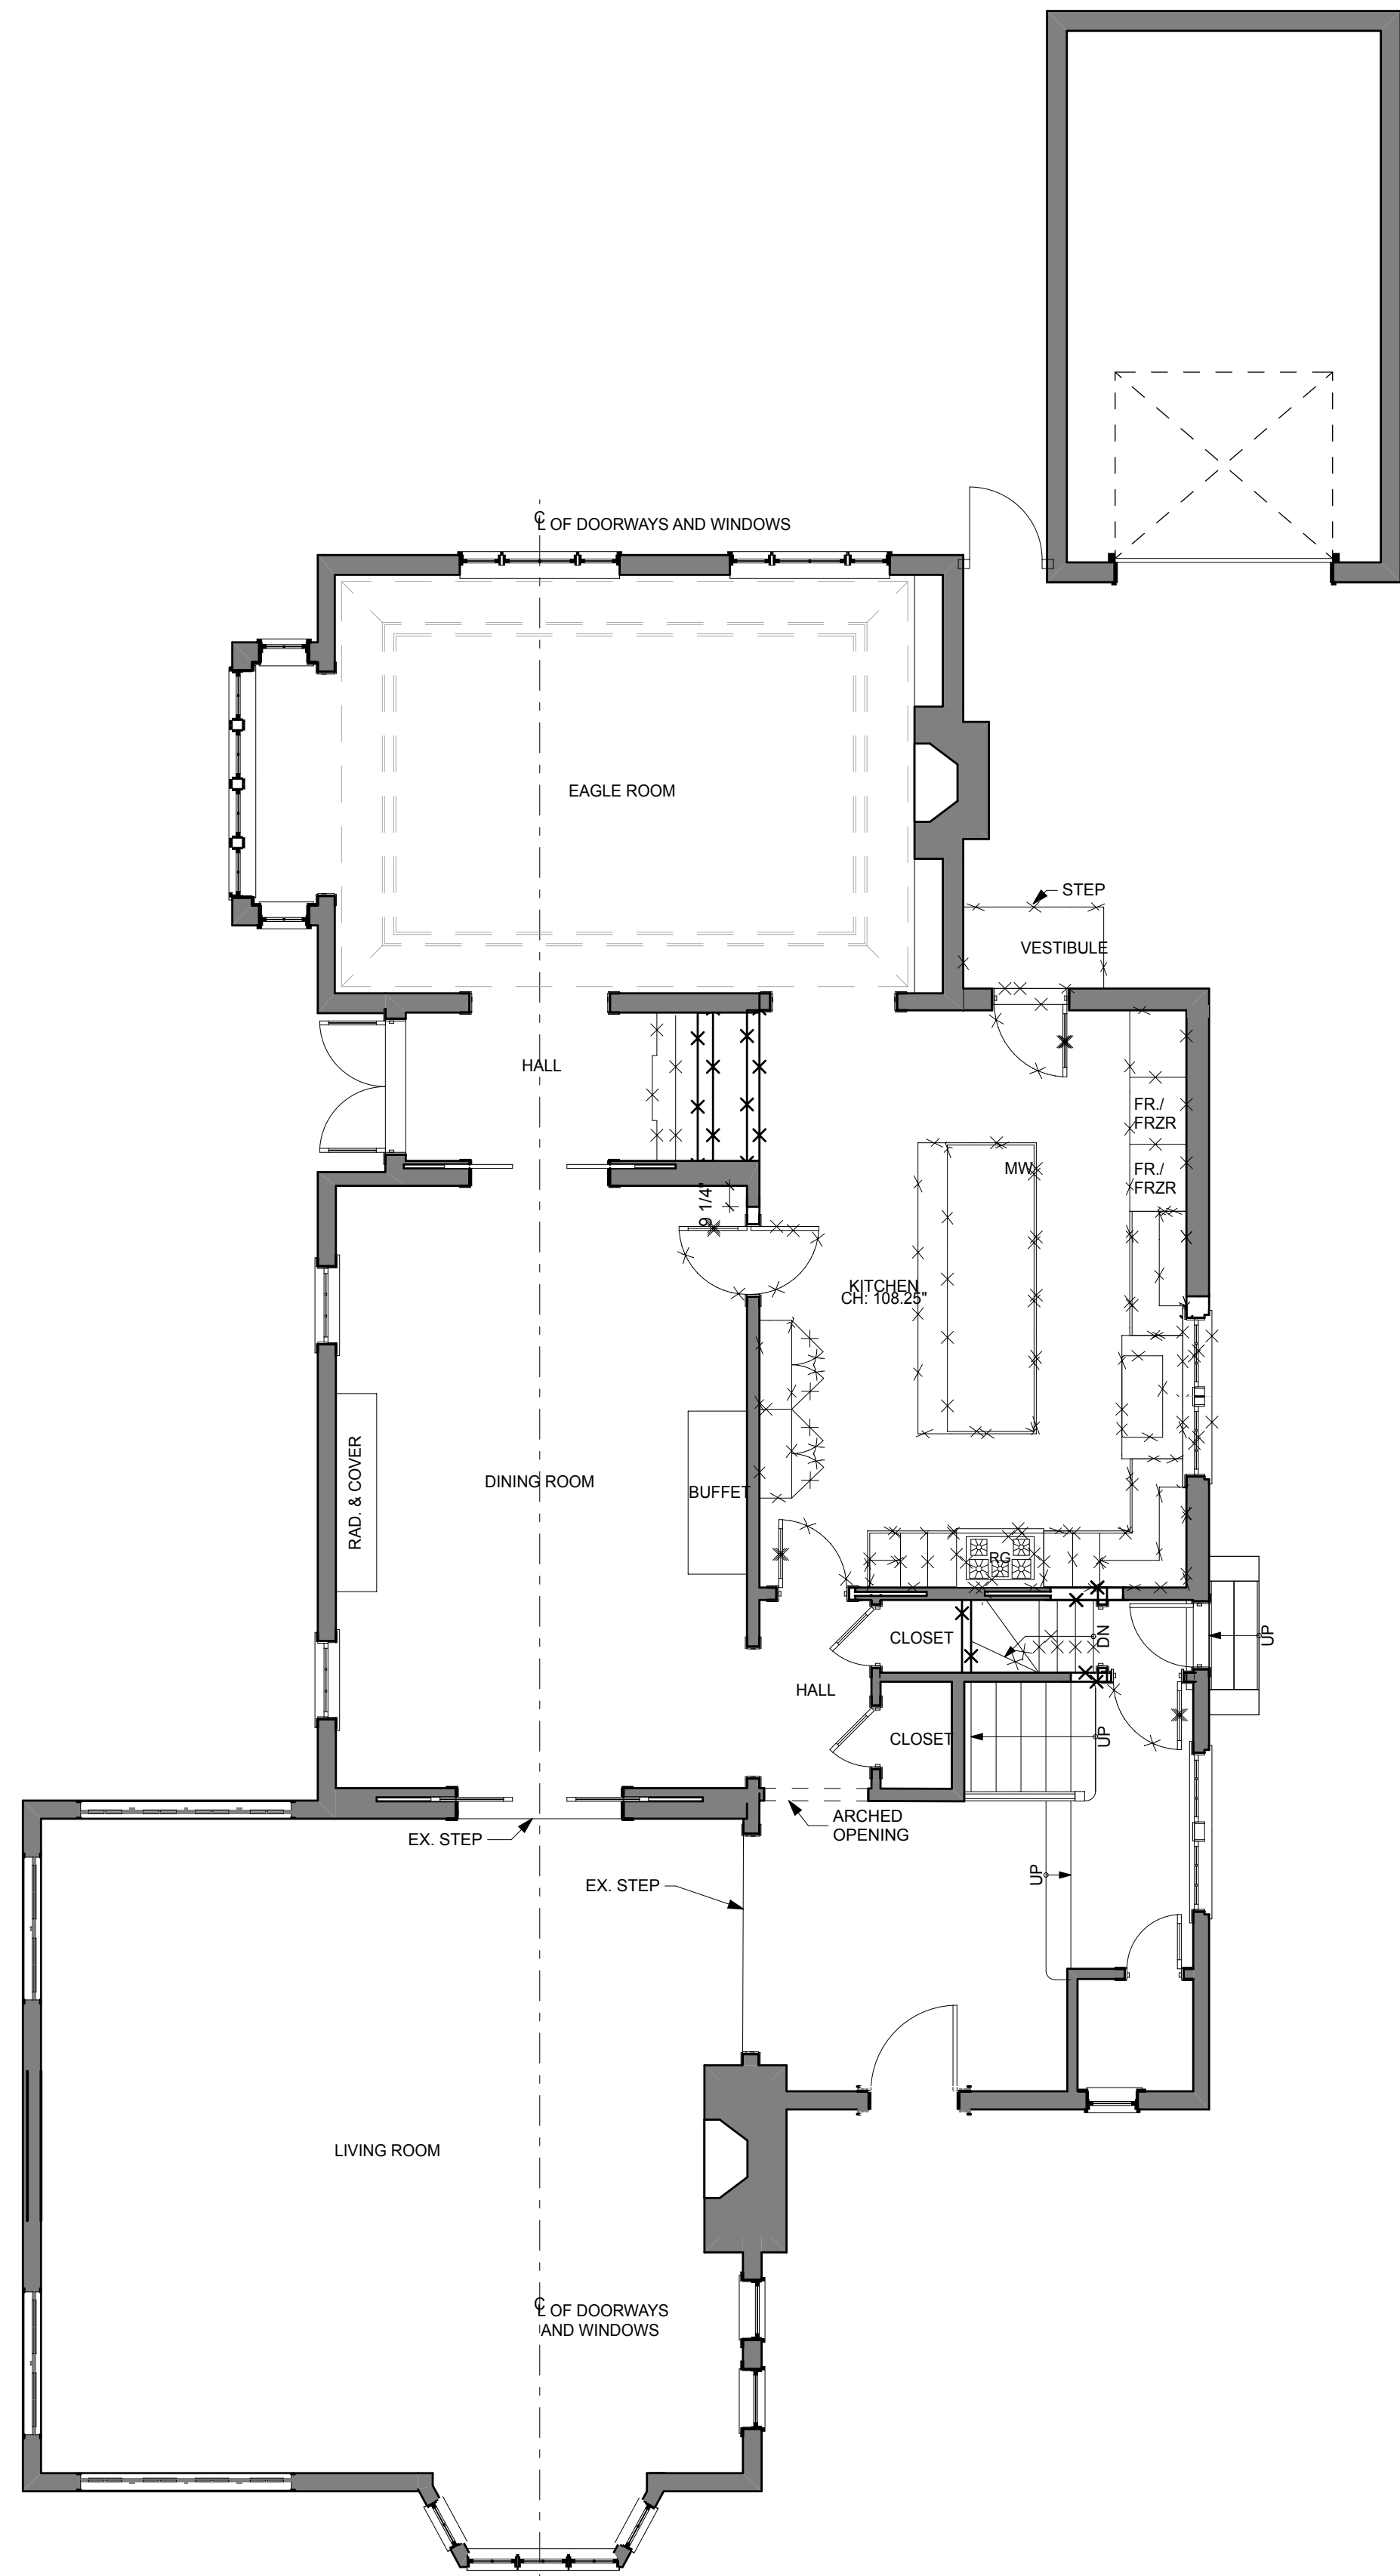 ℄ OF DOORWAYS AND WINDOWS
EAGLE ROOM
STEP
VESTIBULE
HALL
FR./
FRZR
MW
FR./
FRZR
9 1/4"
KITCHEN
CH: 108.25"
RAD. & COVER
DINING ROOM
BUFFET
RG
CLOSET
DN
UP
HALL
CLOSET
UP
ARCHED
OPENING
EX. STEP
EX. STEP
UP
LIVING ROOM
℄ OF DOORWAYS
AND WINDOWS